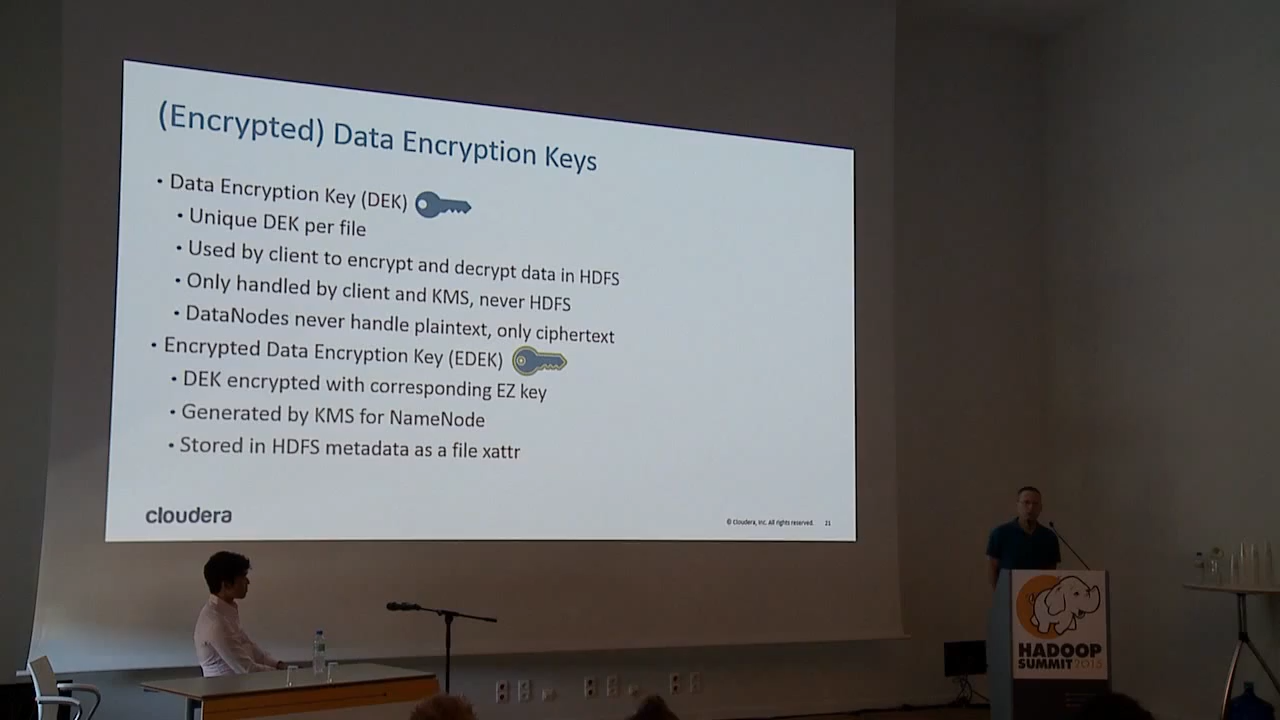 (Encrypted) Data Encryption Keys
• Data Encryption Key (DEK)
• Unique DEK per file
• Used by client to encrypt and decrypt data in HDFS
• Only handled by client and KMS, never HDFS
• DataNodes never handle plaintext, only ciphertext
• Encrypted Data Encryption Key (EDEK)
• DEK encrypted with corresponding EZ key
• Generated by KMS for NameNode
• Stored in HDFS metadata as a file xattr
cloudera
© Cloudera, Inc. All rights reserved. 21
HADOOP
SUMMIT 2015